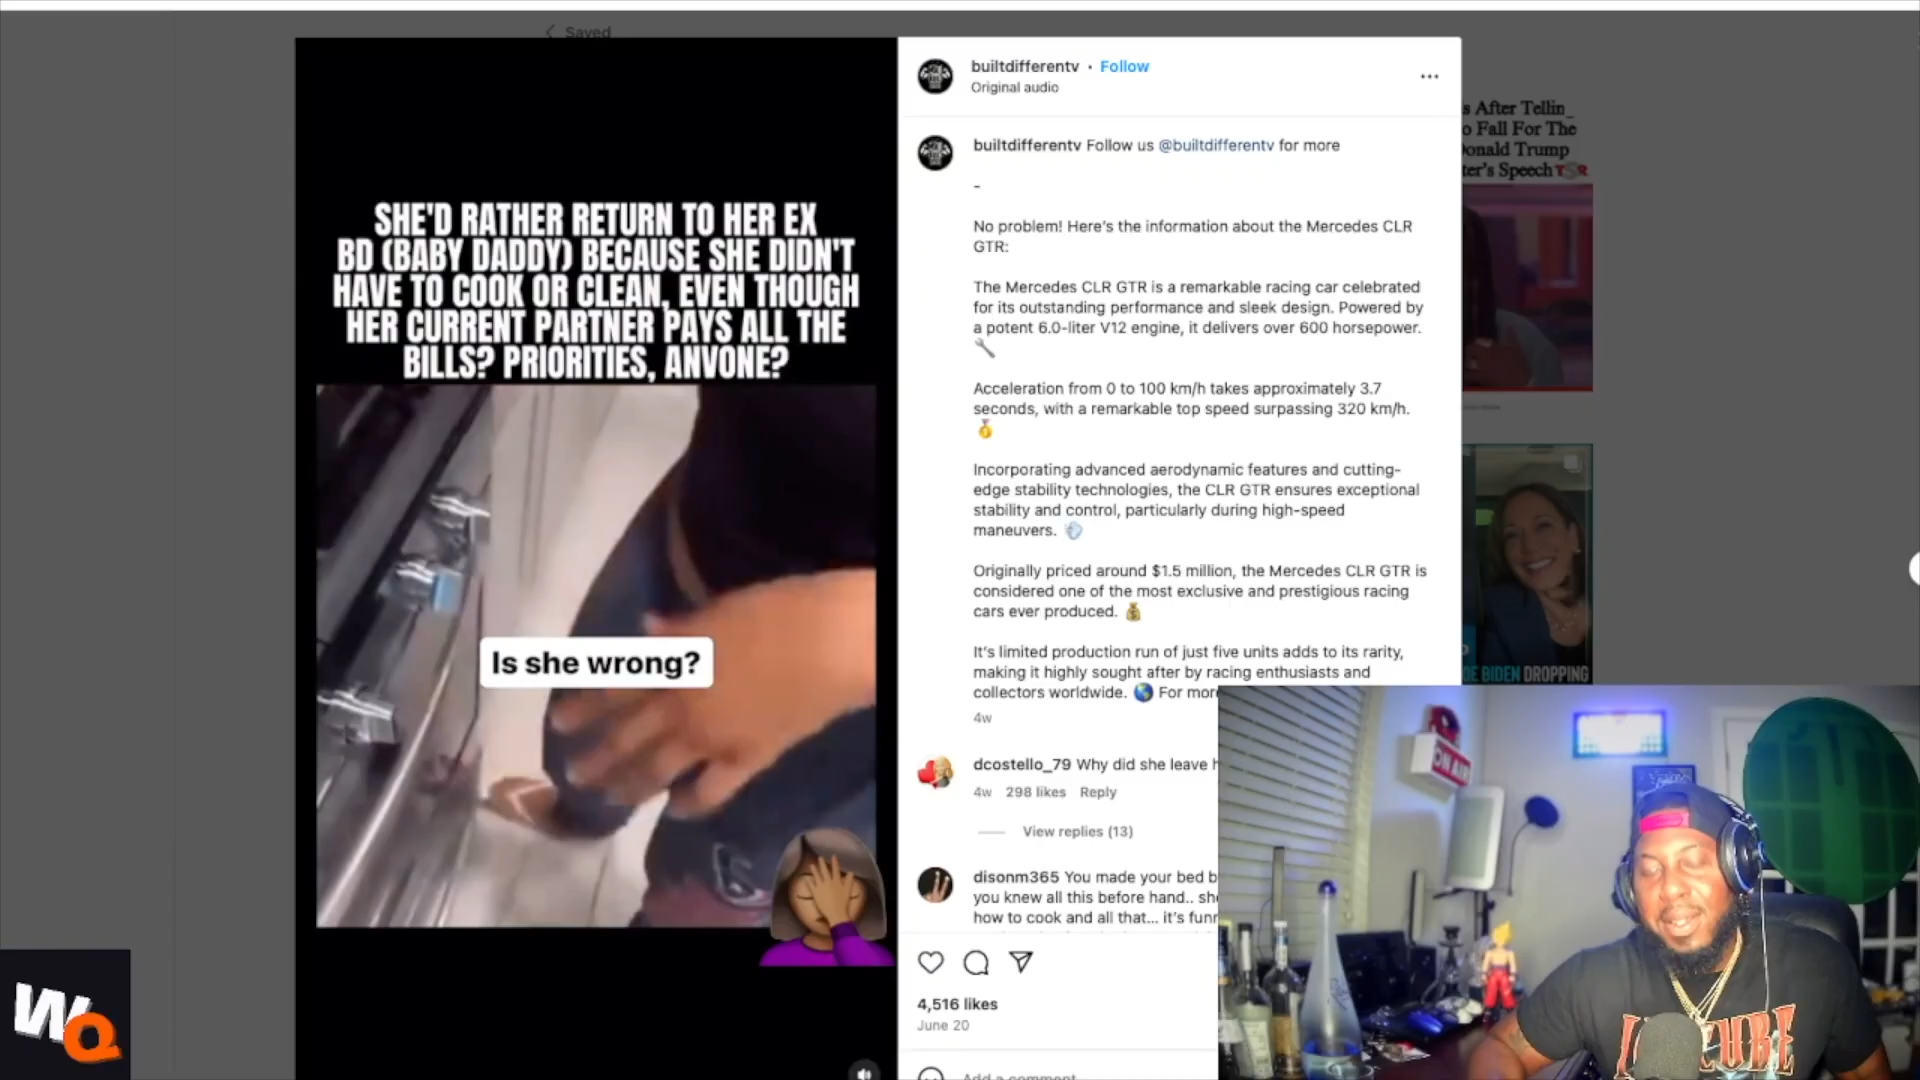 Saved
SHE'D RATHER RETURN TO HER EX
BD (BABY DADDY) BECAUSE SHE DIDN'T
HAVE TO COOK OR CLEAN, EVEN THOUGH
HER CURRENT PARTNER PAYS ALL THE
BILLS? PRIORITIES, ANVONE?
Is she wrong?
builtdifferentv • Follow
Original audio
builtdifferentv Follow us @builtdifferentv for more
-
No problem! Here's the information about the Mercedes CLR
GTR:
The Mercedes CLR GTR is a remarkable racing car celebrated
for its outstanding performance and sleek design. Powered by
a potent 6.0-liter V12 engine, it delivers over 600 horsepower.
🔧
Acceleration from 0 to 100 km/h takes approximately 3.7
seconds, with a remarkable top speed surpassing 320 km/h.
🥇
Incorporating advanced aerodynamic features and cutting-
edge stability technologies, the CLR GTR ensures exceptional
stability and control, particularly during high-speed
maneuvers. 💨
Originally priced around $1.5 million, the Mercedes CLR GTR is
considered one of the most exclusive and prestigious racing
cars ever produced. 💰
It's limited production run of just five units adds to its rarity,
making it highly sought after by racing enthusiasts and
collectors worldwide. 🌎 For more
4w
dcostello_79 Why did she leave h
4w 298 likes Reply
View replies (13)
disonm365 You made your bed b
you knew all this before hand.. she
how to cook and all that... it's funn
4,516 likes
June 20
Add a comment
s After Tellin_
o Fall For The
Donald Trump
ter's Speech TSR
OE BIDEN DROPPING
ON AIR
WQ